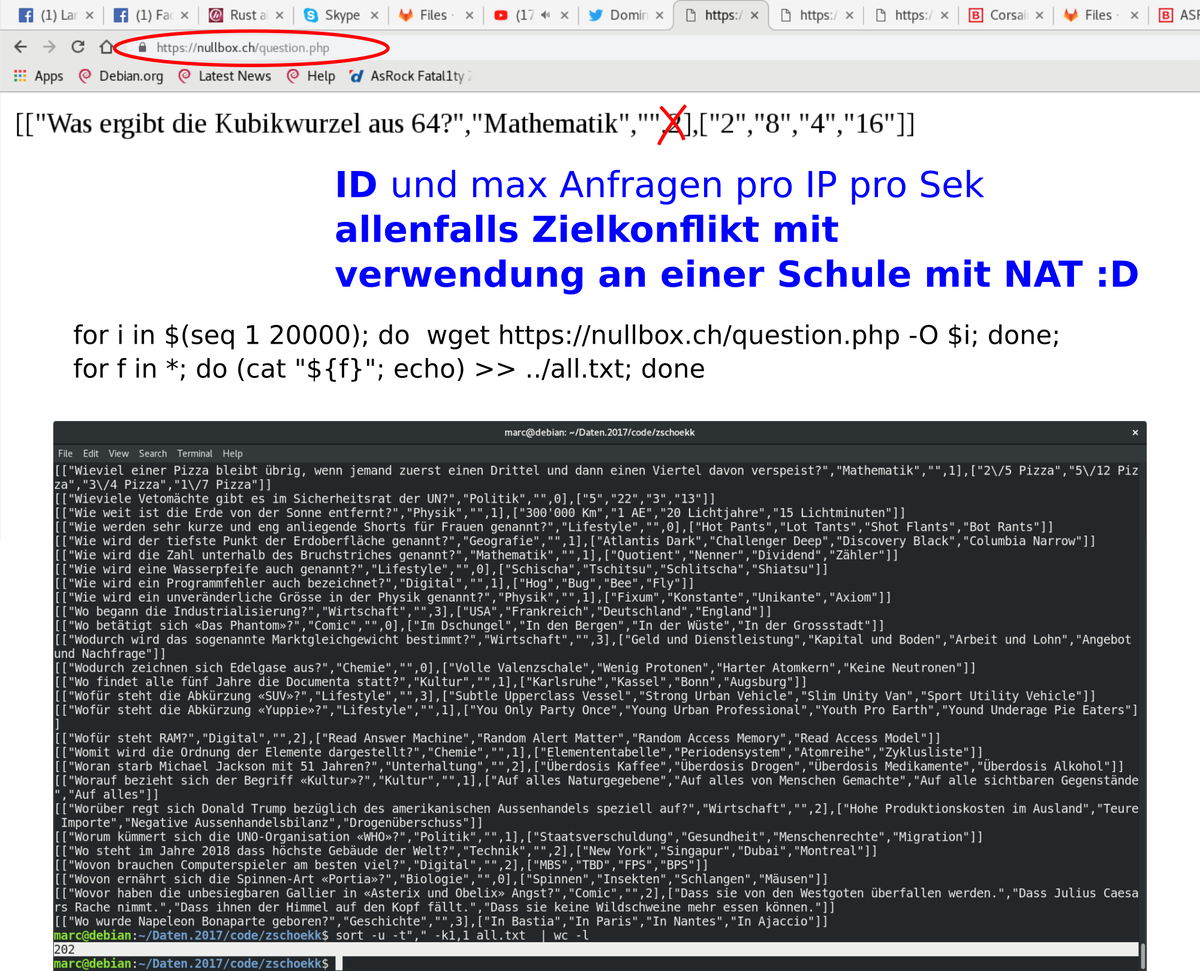 (1) Lar
(1) Fac
Rust a
Skype
Files
(17
Domin
https:/
https:/
https:/
Corsai
Files
ASR
https://nullbox.ch/question.php
Apps
Debian.org
Latest News
Help
AsRock Fatal1ty
[["Was ergibt die Kubikwurzel aus 64?","Mathematik","",2],["2","8","4","16"]]
ID und max Anfragen pro IP pro Sek
allenfalls Zielkonflikt mit
verwendung an einer Schule mit NAT :D
for i in $(seq 1 20000); do  wget https://nullbox.ch/question.php -O $i; done;
for f in *; do (cat "${f}"; echo) >> ../all.txt; done
marc@debian: ~/Daten.2017/code/zschoekk
File Edit View Search Terminal Help
[["Wieviel einer Pizza bleibt übrig, wenn jemand zuerst einen Drittel und dann einen Viertel davon verspeist?","Mathematik","",1],["2\/5 Pizza","5\/12 Piz
za","3\/4 Pizza","1\/7 Pizza"]]
[["Wieviele Vetomächte gibt es im Sicherheitsrat der UN?","Politik","",0],["5","22","3","13"]]
[["Wie weit ist die Erde von der Sonne entfernt?","Physik","",1],["300'000 Km","1 AE","20 Lichtjahre","15 Lichtminuten"]]
[["Wie werden sehr kurze und eng anliegende Shorts für Frauen genannt?","Lifestyle","",0],["Hot Pants","Lot Tants","Shot Flants","Bot Rants"]]
[["Wie wird der tiefste Punkt der Erdoberfläche genannt?","Geografie","",1],["Atlantis Dark","Challenger Deep","Discovery Black","Columbia Narrow"]]
[["Wie wird die Zahl unterhalb des Bruchstriches genannt?","Mathematik","",1],["Quotient","Nenner","Dividend","Zähler"]]
[["Wie wird eine Wasserpfeife auch genannt?","Lifestyle","",0],["Schischa","Tschitsu","Schlitscha","Shiatsu"]]
[["Wie wird ein Programmfehler auch bezeichnet?","Digital","",1],["Hog","Bug","Bee","Fly"]]
[["Wie wird ein unveränderliche Grösse in der Physik genannt?","Physik","",1],["Fixum","Konstante","Unikante","Axiom"]]
[["Wo begann die Industrialisierung?","Wirtschaft","",3],["USA","Frankreich","Deutschland","England"]]
[["Wo betätigt sich «Das Phantom»?","Comic","",0],["Im Dschungel","In den Bergen","In der Wüste","In der Grossstadt"]]
[["Wodurch wird das sogenannte Marktgleichgewicht bestimmt?","Wirtschaft","",3],["Geld und Dienstleistung","Kapital und Boden","Arbeit und Lohn","Angebot
und Nachfrage"]]
[["Wodurch zeichnen sich Edelgase aus?","Chemie","",0],["Volle Valenzschale","Wenig Protonen","Harter Atomkern","Keine Neutronen"]]
[["Wo findet alle fünf Jahre die Documenta statt?","Kultur","",1],["Karlsruhe","Kassel","Bonn","Augsburg"]]
[["Wofür steht die Abkürzung «SUV»?","Lifestyle","",3],["Subtle Upperclass Vessel","Strong Urban Vehicle","Slim Unity Van","Sport Utility Vehicle"]]
[["Wofür steht die Abkürzung «Yuppie»?","Lifestyle","",1],["You Only Party Once","Young Urban Professional","Youth Pro Earth","Yound Underage Pie Eaters"]
]
[["Wofür steht RAM?","Digital","",2],["Read Answer Machine","Random Alert Matter","Random Access Memory","Read Access Model"]]
[["Womit wird die Ordnung der Elemente dargestellt?","Chemie","",1],["Elemententabelle","Periodensystem","Atomreihe","Zyklusliste"]]
[["Woran starb Michael Jackson mit 51 Jahren?","Unterhaltung","",2],["Überdosis Kaffee","Überdosis Drogen","Überdosis Medikamente","Überdosis Alkohol"]]
[["Worauf bezieht sich der Begriff «Kultur»?","Kultur","",1],["Auf alles Naturgegebene","Auf alles von Menschen Gemachte","Auf alle sichtbaren Gegenstände
","Auf alles"]]
[["Worüber regt sich Donald Trump bezüglich des amerikanischen Aussenhandels speziell auf?","Wirtschaft","",2],["Hohe Produktionskosten im Ausland","Teure
Importe","Negative Aussenhandelsbilanz","Drogenüberschuss"]]
[["Worum kümmert sich die UNO-Organisation «WHO»?","Politik","",1],["Staatsverschuldung","Gesundheit","Menschenrechte","Migration"]]
[["Wo steht im Jahre 2018 dass höchste Gebäude der Welt?","Technik","",2],["New York","Singapur","Dubai","Montreal"]]
[["Wovon brauchen Computerspieler am besten viel?","Digital","",2],["MBS","TBD","FPS","BPS"]]
[["Wovon ernährt sich die Spinnen-Art «Portia»?","Biologie","",0],["Spinnen","Insekten","Schlangen","Mäusen"]]
[["Wovor haben die unbesiegbaren Gallier in «Asterix und Obelix» Angst?","Comic","",2],["Dass sie von den Westgoten überfallen werden.","Dass Julius Caesa
rs Rache nimmt.","Dass ihnen der Himmel auf den Kopf fällt.","Dass sie keine Wildschweine mehr essen können."]]
[["Wo wurde Napoleon Bonaparte geboren?","Geschichte","",3],["In Bastia","In Paris","In Nantes","In Ajaccio"]]
marc@debian:~/Daten.2017/code/zschoekk$ sort -u -t"," -k1,1 all.txt  | wc -l
202
marc@debian:~/Daten.2017/code/zschoekk$